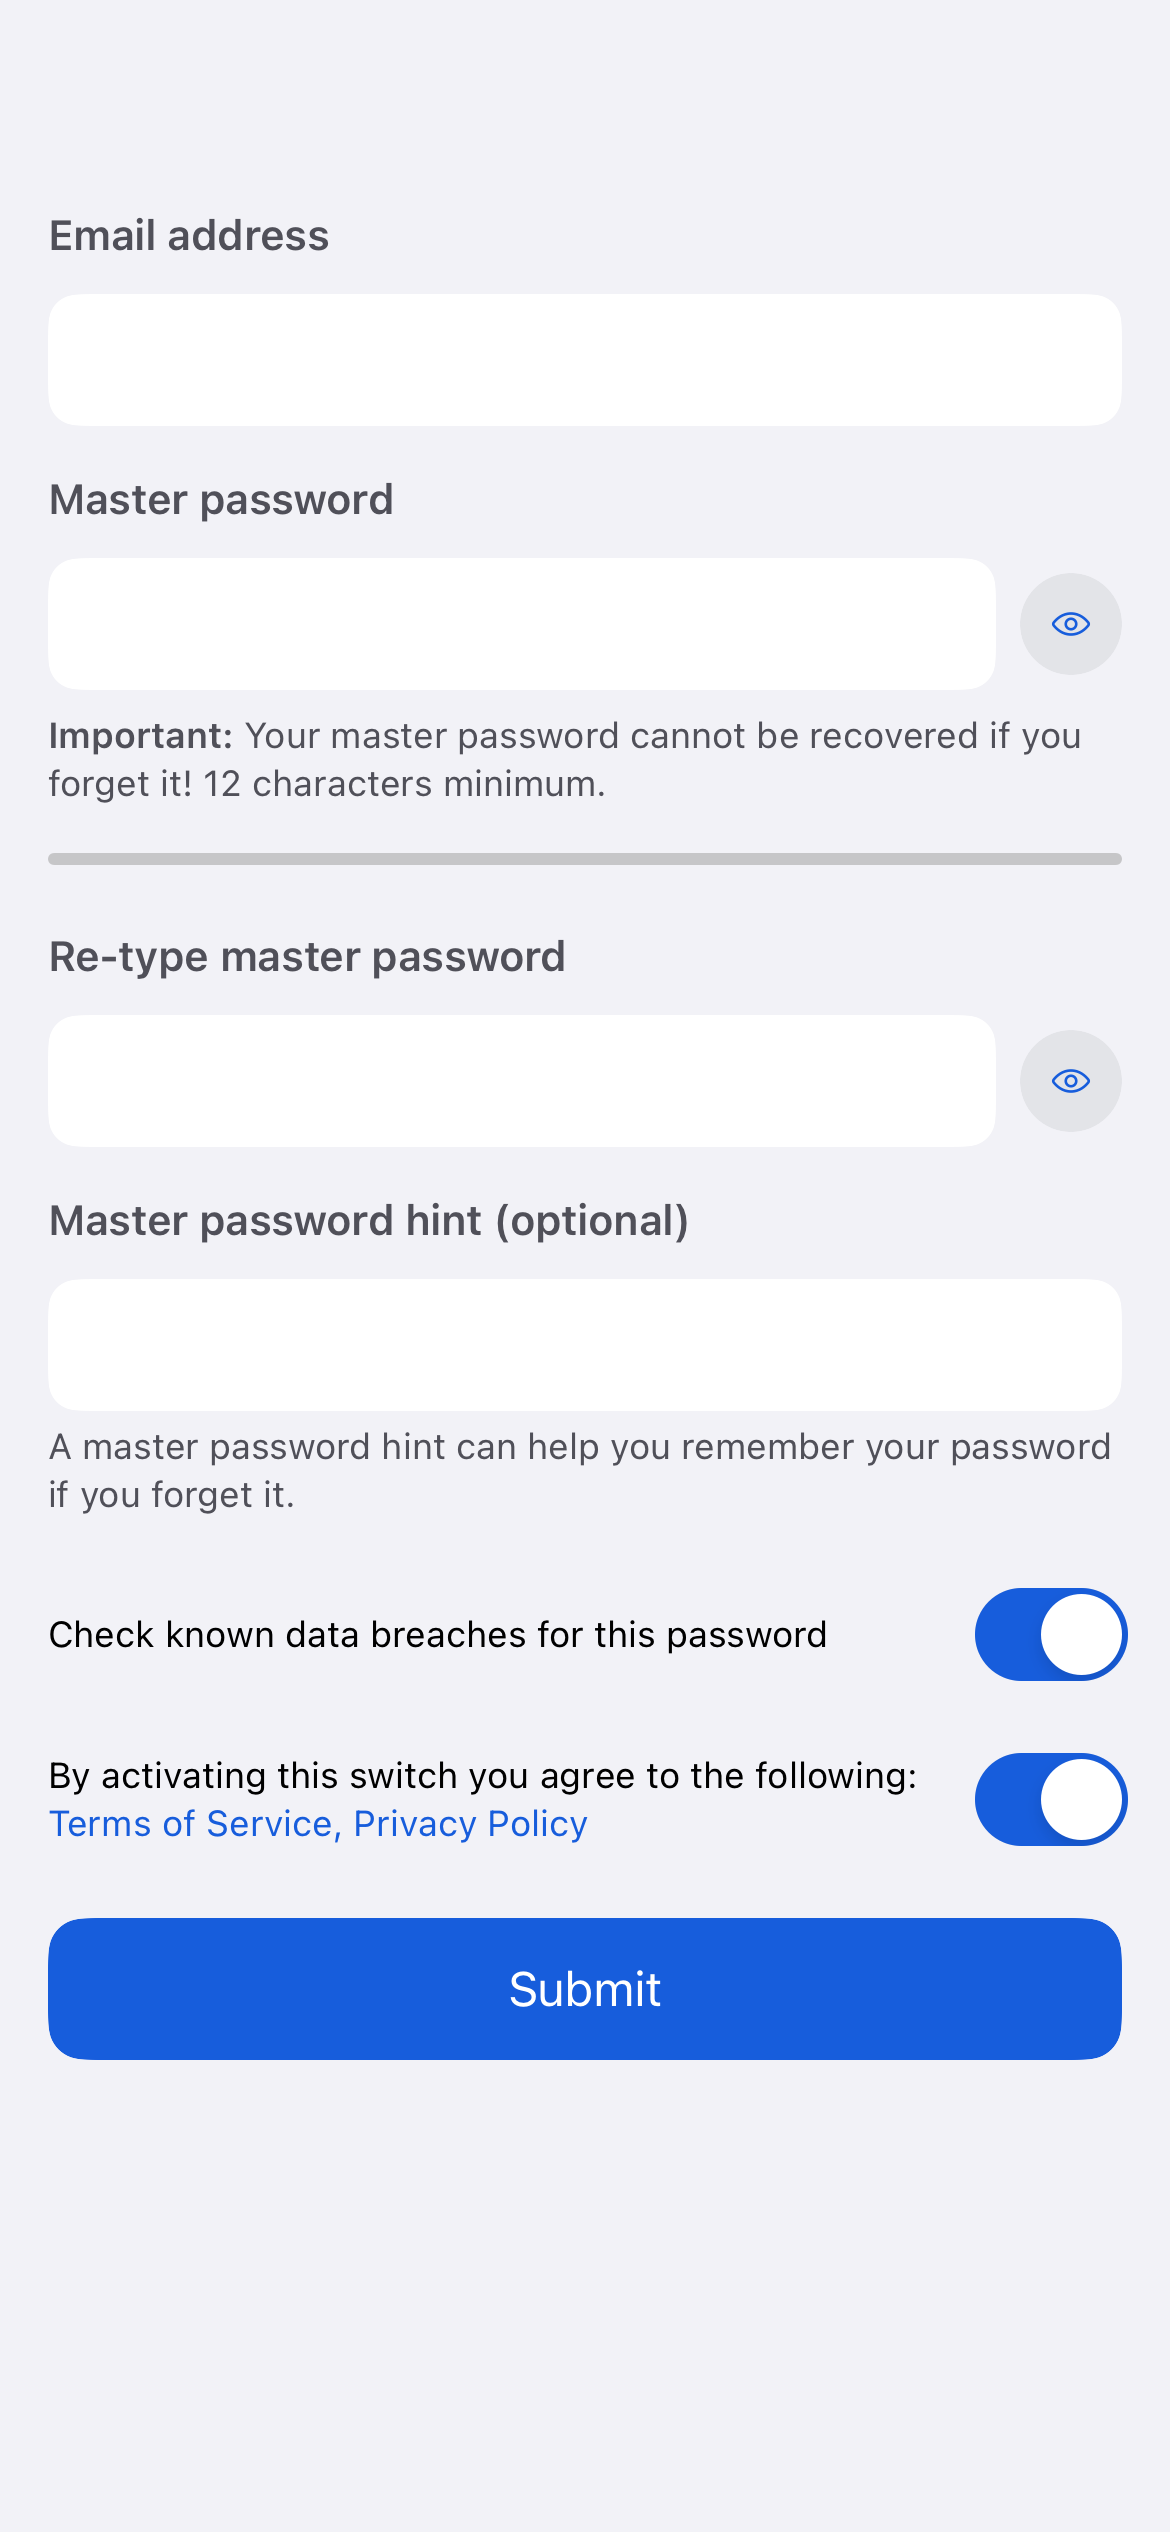 Email address
Master password
Important: Your master password cannot be recovered if you
forget it! 12 characters minimum.
Re-type master password
Master password hint (optional)
A master password hint can help you remember your password
if you forget it.
Check known data breaches for this password
By activating this switch you agree to the following:
Terms of Service, Privacy Policy
Submit